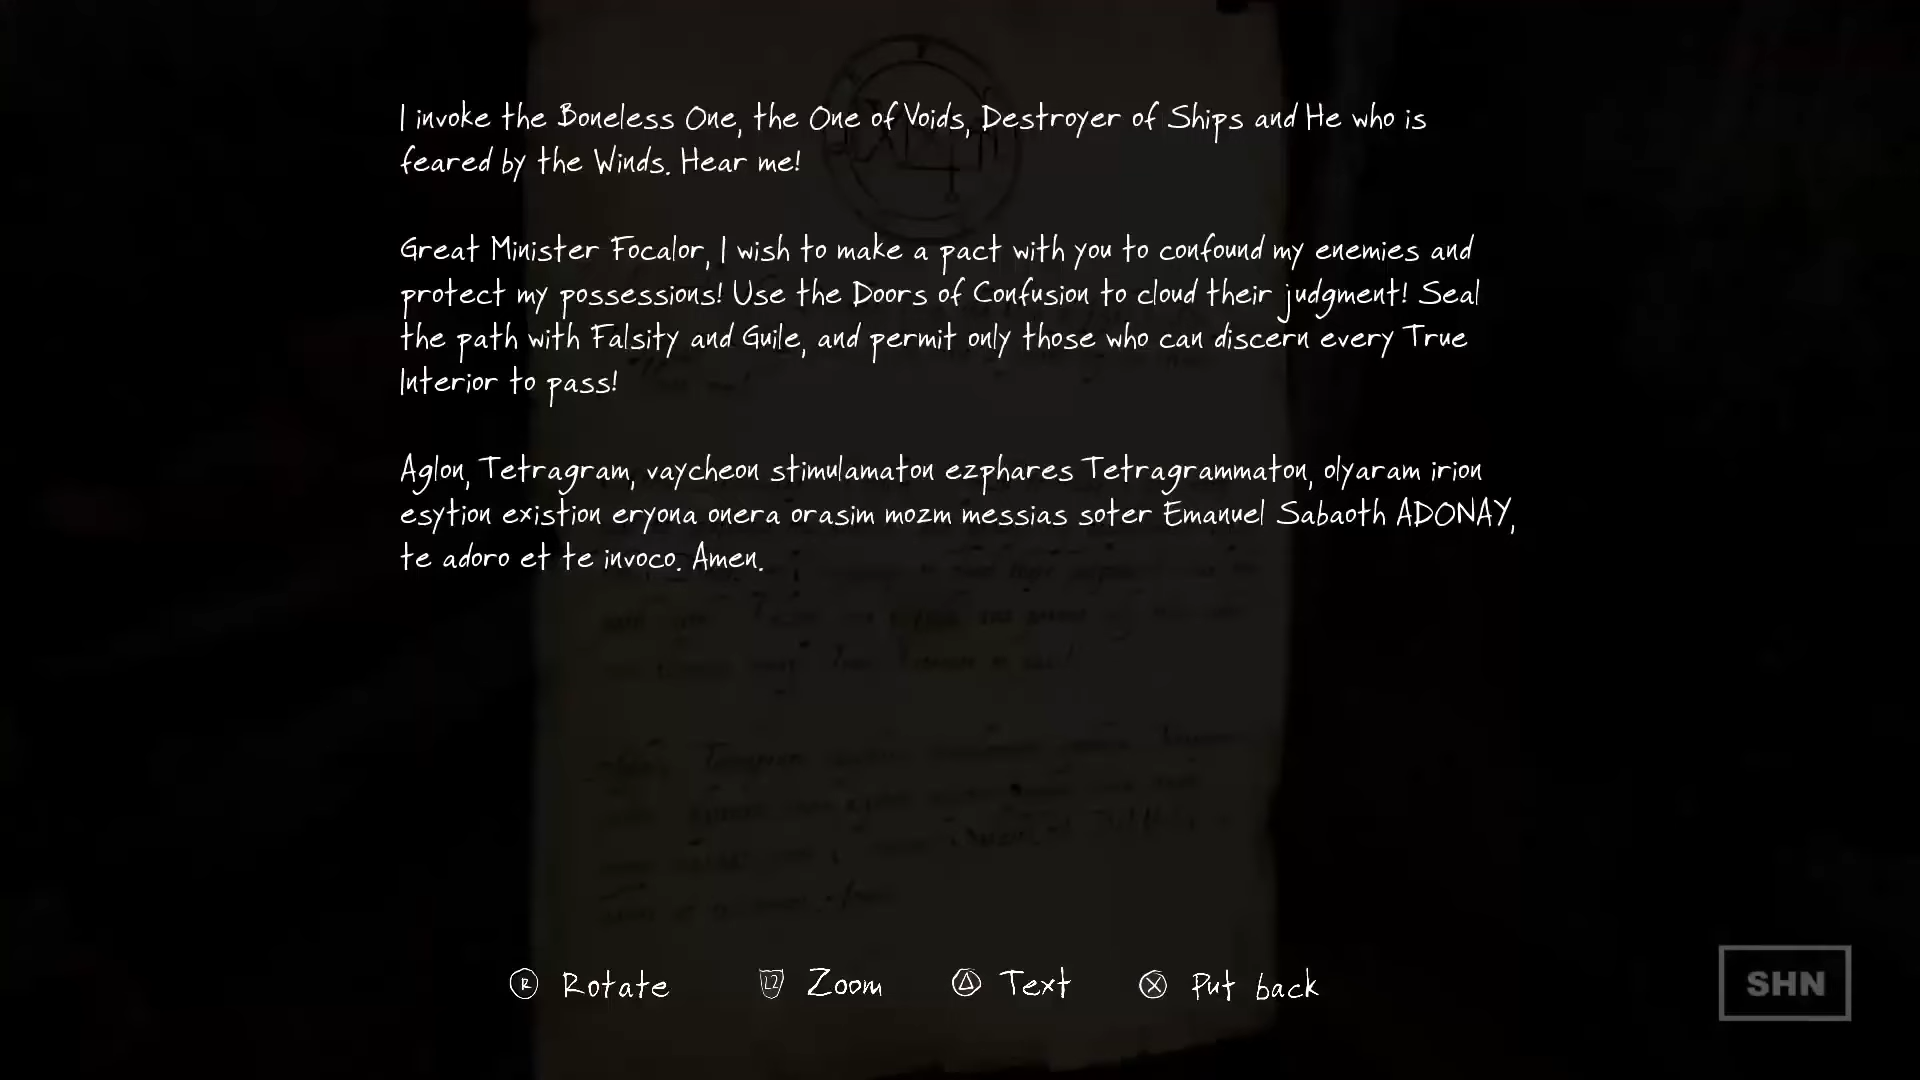 I invoke the Boneless One, the One of Voids, Destroyer of Ships and He who is
feared by the Winds. Hear me!
Great Minister Focalor, I wish to make a pact with you to confound my enemies and
protect my possessions! Use the Doors of Confusion to cloud their judgment! Seal
the path with Falsity and Guile, and permit only those who can discern every True
Interior to pass!
Aglon, Tetragram, vaycheon stimulamaton ezphares Tetragrammaton, olyaram irion
esytion existion eryona onera orasim mozm messias soter Emanuel Sabaoth ADONAY,
te adoro et te invoco. Amen.
R Rotate L2 Zoom Text Put back
SHN